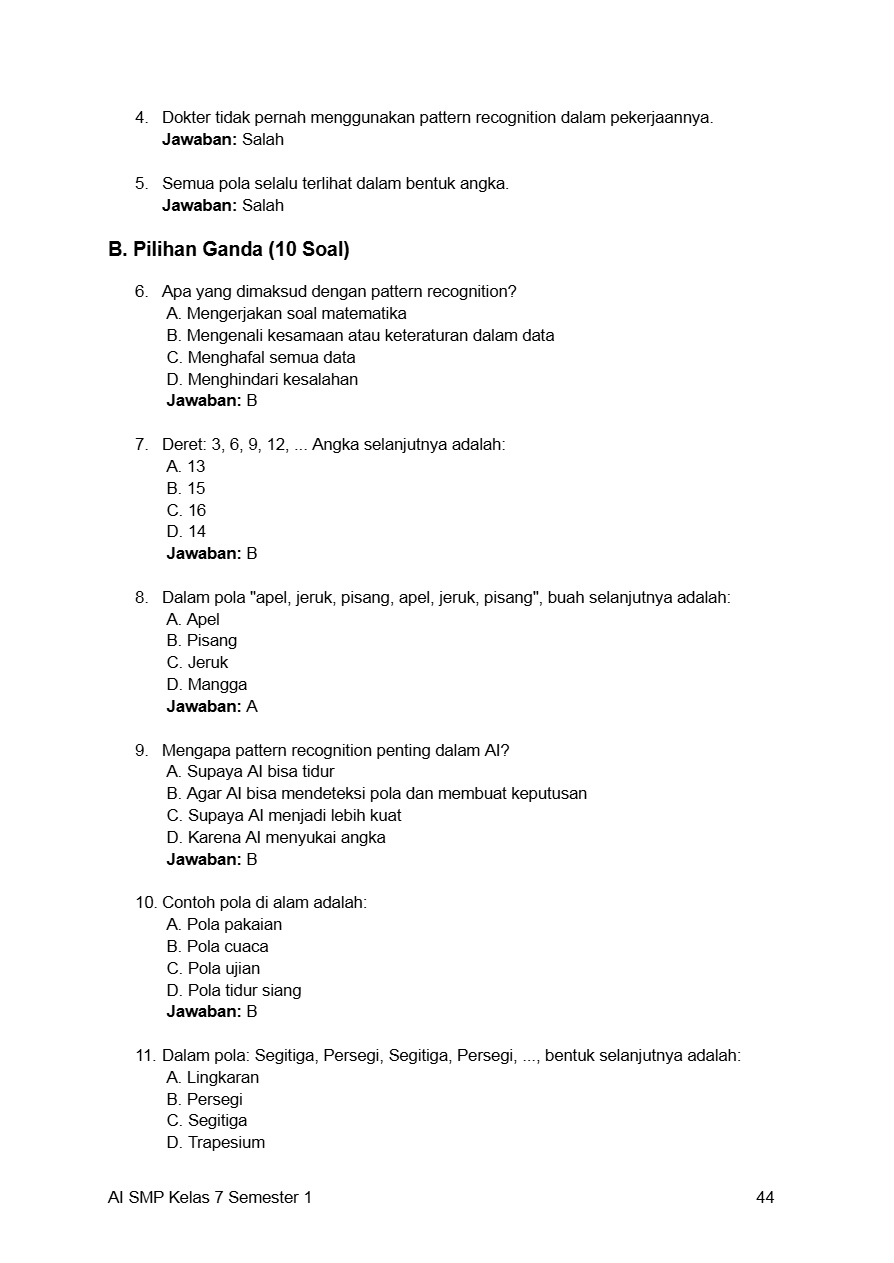 4. Dokter tidak pernah menggunakan pattern recognition dalam pekerjaannya.
Jawaban: Salah
5. Semua pola selalu terlihat dalam bentuk angka.
Jawaban: Salah
B. Pilihan Ganda (10 Soal)
6. Apa yang dimaksud dengan pattern recognition?
A. Mengerjakan soal matematika
B. Mengenali kesamaan atau keteraturan dalam data
C. Menghafal semua data
D. Menghindari kesalahan
Jawaban: B
7. Deret: 3, 6, 9, 12, ... Angka selanjutnya adalah:
A. 13
B. 15
C. 16
D. 14
Jawaban: B
8. Dalam pola "apel, jeruk, pisang, apel, jeruk, pisang", buah selanjutnya adalah:
A. Apel
B. Pisang
C. Jeruk
D. Mangga
Jawaban: A
9. Mengapa pattern recognition penting dalam AI?
A. Supaya AI bisa tidur
B. Agar AI bisa mendeteksi pola dan membuat keputusan
C. Supaya AI menjadi lebih kuat
D. Karena AI menyukai angka
Jawaban: B
10. Contoh pola di alam adalah:
A. Pola pakaian
B. Pola cuaca
C. Pola ujian
D. Pola tidur siang
Jawaban: B
11. Dalam pola: Segitiga, Persegi, Segitiga, Persegi, ..., bentuk selanjutnya adalah:
A. Lingkaran
B. Persegi
C. Segitiga
D. Trapesium
AI SMP Kelas 7 Semester 1 44